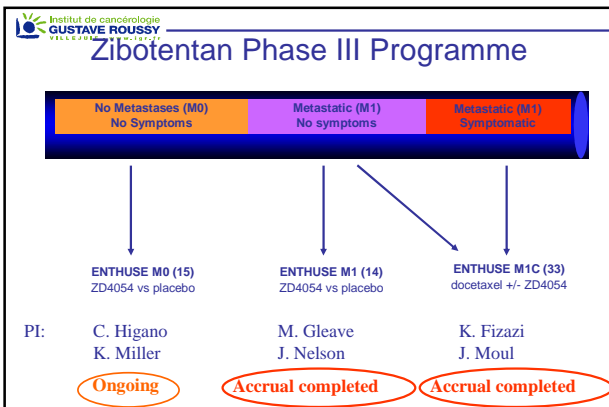 Institut de cancérologie
GUSTAVE ROUSSY
Zibotentan Phase III Programme
No Metastases (M0)
No Symptoms
Metastatic (M1)
No symptoms
Metastatic (M1)
Symptomatic
ENTHUSE M0 (15)
ZD4054 vs placebo
ENTHUSE M1 (14)
ZD4054 vs placebo
ENTHUSE M1C (33)
docetaxel +/- ZD4054
PI:
C. Higano
K. Miller
M. Gleave
J. Nelson
K. Fizazi
J. Moul
Ongoing
Accrual completed
Accrual completed